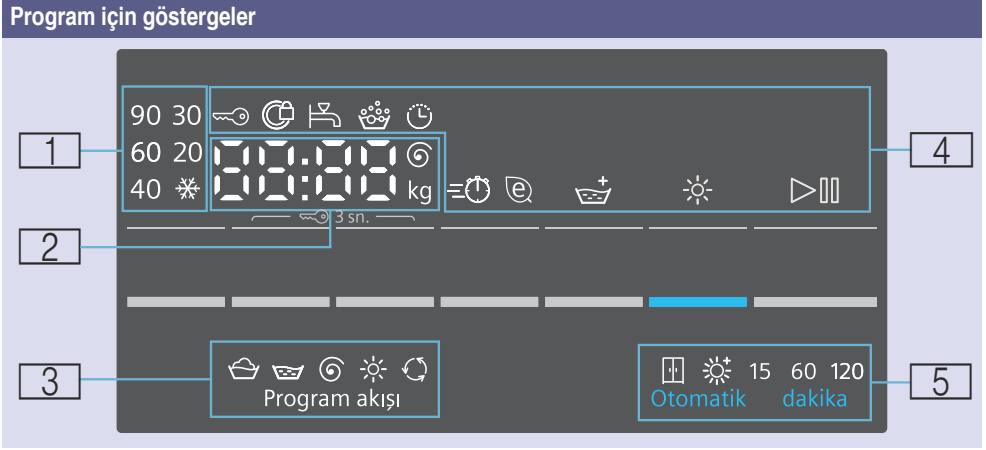 Program için göstergeler
90 30
60 20
40
88:88
kg
e
3 sn.
1
2
3
4
5
Program akışı
15 60 120
Otomatik dakika